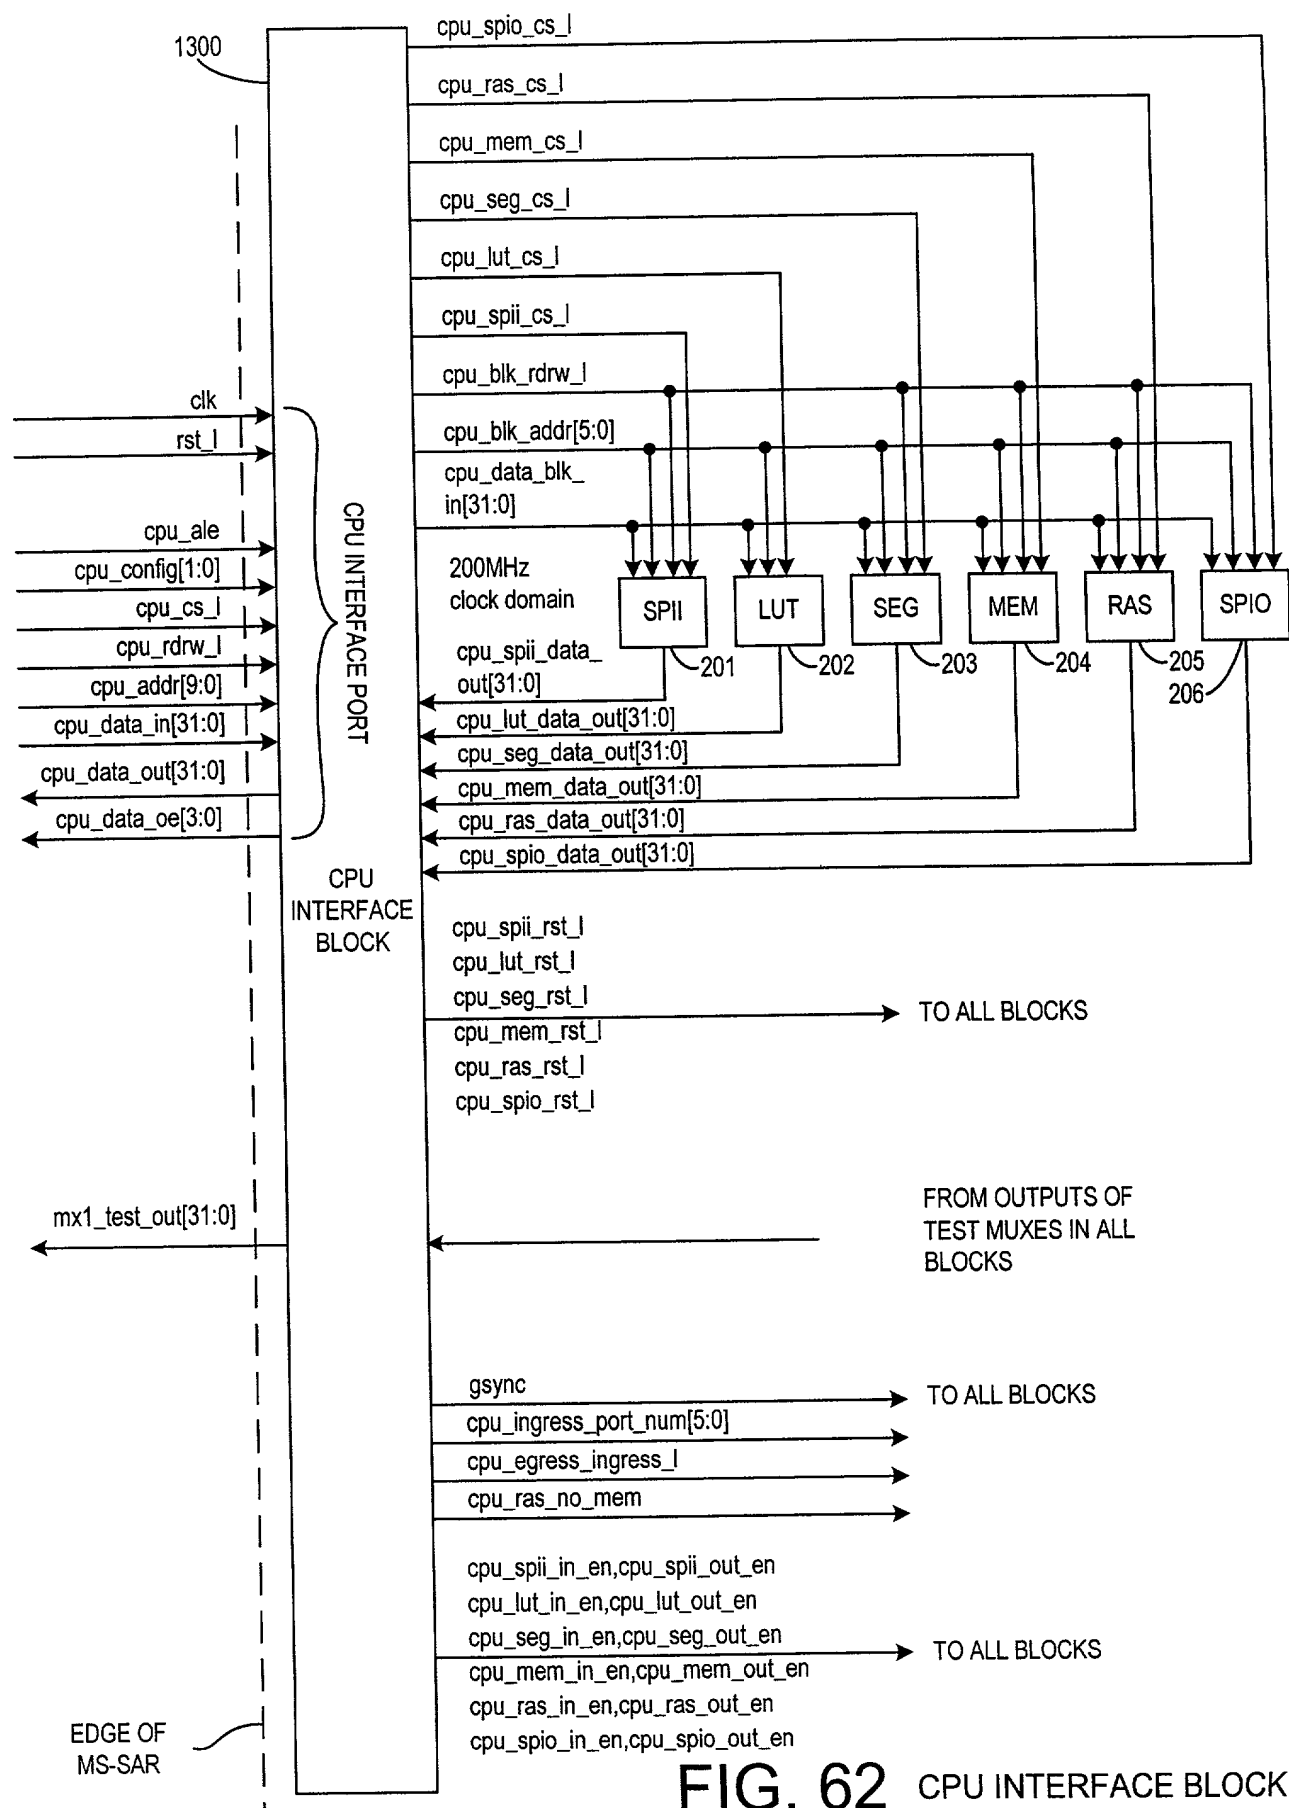 1300
cpu_spio_cs_l
cpu_ras_cs_l
cpu_mem_cs_l
cpu_seg_cs_l
cpu_lut_cs_l
cpu_spii_cs_l
cpu_blk_rdrw_l
cpu_blk_addr[5:0]
cpu_data_blk_
in[31:0]
clk
rst_l
cpu_ale
cpu_config[1:0]
cpu_cs_l
cpu_rdrw_l
cpu_addr[9:0]
cpu_data_in[31:0]
cpu_data_out[31:0]
cpu_data_oe[3:0]
CPU INTERFACE PORT
200MHz
clock domain
SPII
LUT
SEG
MEM
RAS
SPIO
201
202
203
204
205
206
cpu_spii_data_
out[31:0]
cpu_lut_data_out[31:0]
cpu_seg_data_out[31:0]
cpu_mem_data_out[31:0]
cpu_ras_data_out[31:0]
cpu_spio_data_out[31:0]
CPU
INTERFACE
BLOCK
cpu_spii_rst_l
cpu_lut_rst_l
cpu_seg_rst_l
cpu_mem_rst_l
cpu_ras_rst_l
cpu_spio_rst_l
TO ALL BLOCKS
mx1_test_out[31:0]
FROM OUTPUTS OF
TEST MUXES IN ALL
BLOCKS
gsync
TO ALL BLOCKS
cpu_ingress_port_num[5:0]
cpu_egress_ingress_l
cpu_ras_no_mem
cpu_spii_in_en,cpu_spii_out_en
cpu_lut_in_en,cpu_lut_out_en
cpu_seg_in_en,cpu_seg_out_en
cpu_mem_in_en,cpu_mem_out_en
cpu_ras_in_en,cpu_ras_out_en
cpu_spio_in_en,cpu_spio_out_en
TO ALL BLOCKS
EDGE OF
MS-SAR
FIG. 62 CPU INTERFACE BLOCK